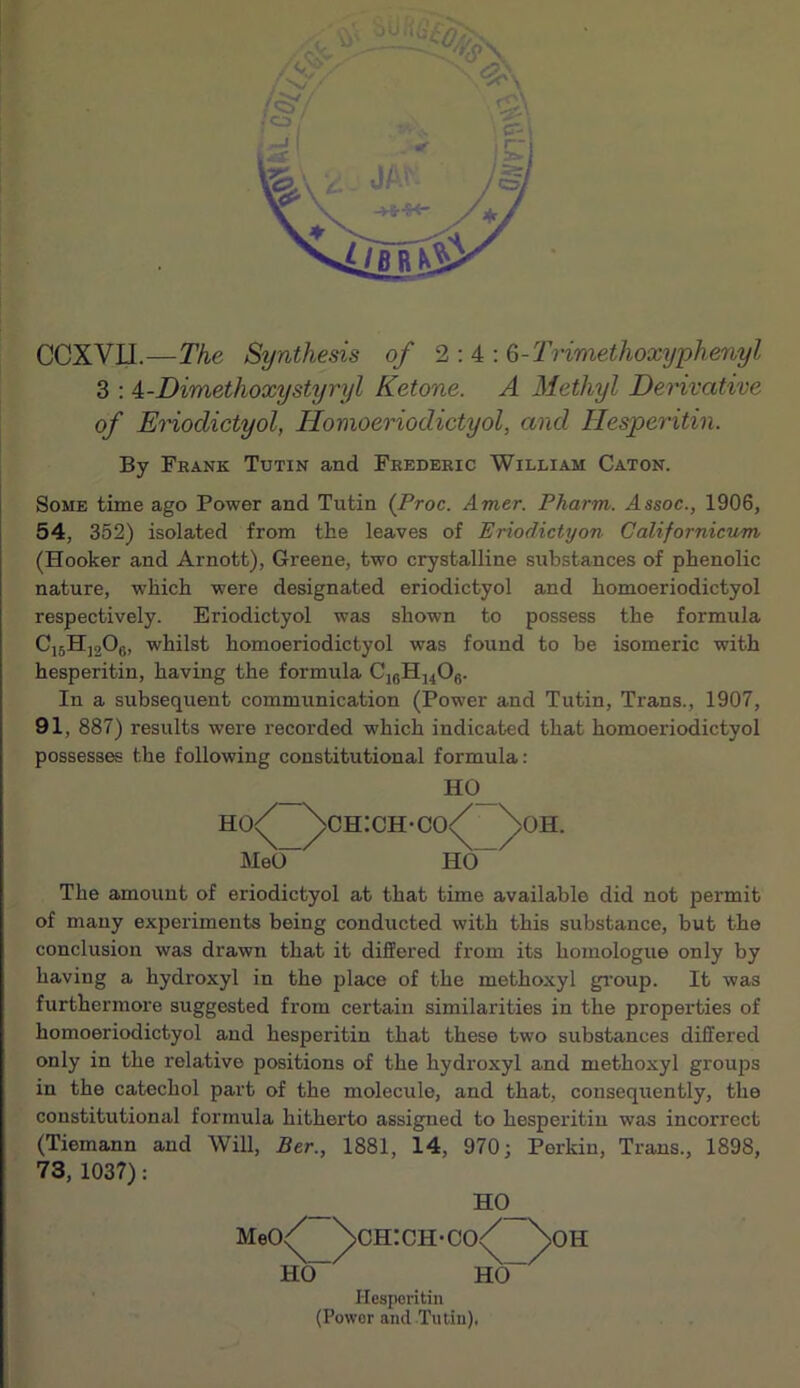 COLLEGE OF SURGEONS OF ENGLAND
2 JAN
LIBRARY
CCXVII.—The Synthesis of 2 : 4 : 6-Trimethoxyphenyl
3 : 4-Dimethoxystyryl Ketone. A Methyl Derivative
of Eriodictyol, Homoeriodictyol, and Hesperitin.
By Frank Tutin and Frederic William Caton.
Some time ago Power and Tutin (Proc. Amer. Pharm. Assoc., 1906,
54, 352) isolated from the leaves of Eriodictyon Californicum
(Hooker and Arnott), Greene, two crystalline substances of phenolic
nature, which were designated eriodictyol and homoeriodictyol
respectively. Eriodictyol was shown to possess the formula
C₁₅H₁₂O₆, whilst homoeriodictyol was found to be isomeric with
hesperitin, having the formula C₁₆H₁₄O₆.
In a subsequent communication (Power and Tutin, Trans., 1907,
91, 887) results were recorded which indicated that homoeriodictyol
possesses the following constitutional formula:
HO
HO CH:CH·CO OH.
MeO HO
The amount of eriodictyol at that time available did not permit
of many experiments being conducted with this substance, but the
conclusion was drawn that it differed from its homologue only by
having a hydroxyl in the place of the methoxyl group. It was
furthermore suggested from certain similarities in the properties of
homoeriodictyol and hesperitin that these two substances differed
only in the relative positions of the hydroxyl and methoxyl groups
in the catechol part of the molecule, and that, consequently, the
constitutional formula hitherto assigned to hesperitin was incorrect
(Tiemann and Will, Ber., 1881, 14, 970; Perkin, Trans., 1898,
73, 1037):
HO
MeO CH:CH·CO OH
HO HO
Hesperitin
(Power and Tutin),